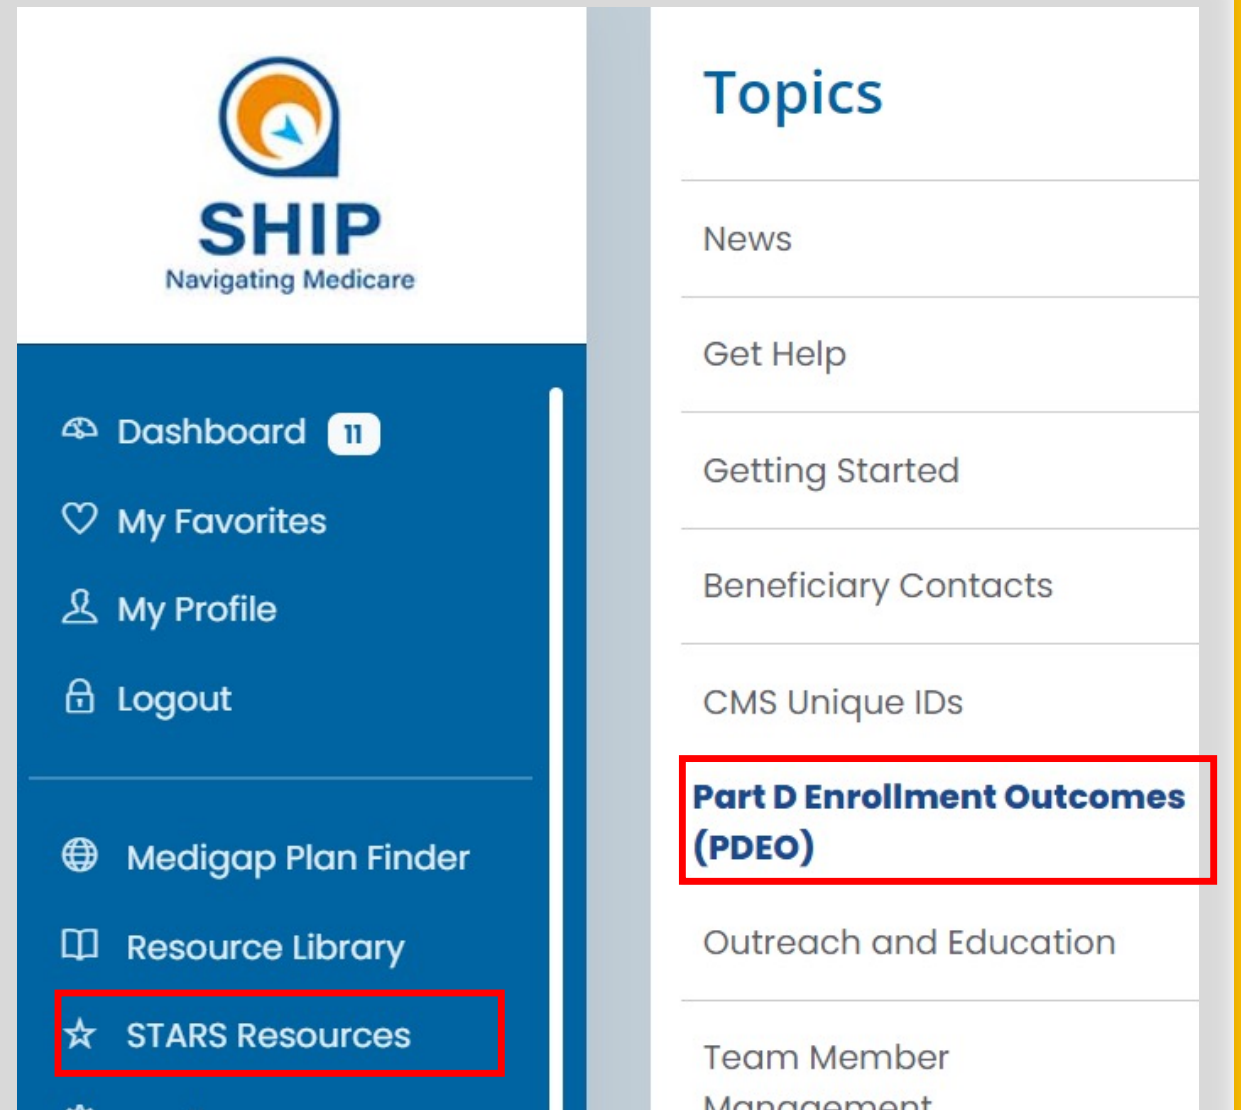 SHIP
Navigating Medicare
Dashboard 11
My Favorites
My Profile
Logout
Medigap Plan Finder
Resource Library
STARS Resources
Topics
News
Get Help
Getting Started
Beneficiary Contacts
CMS Unique IDs
Part D Enrollment Outcomes
(PDEO)
Outreach and Education
Team Member
Management